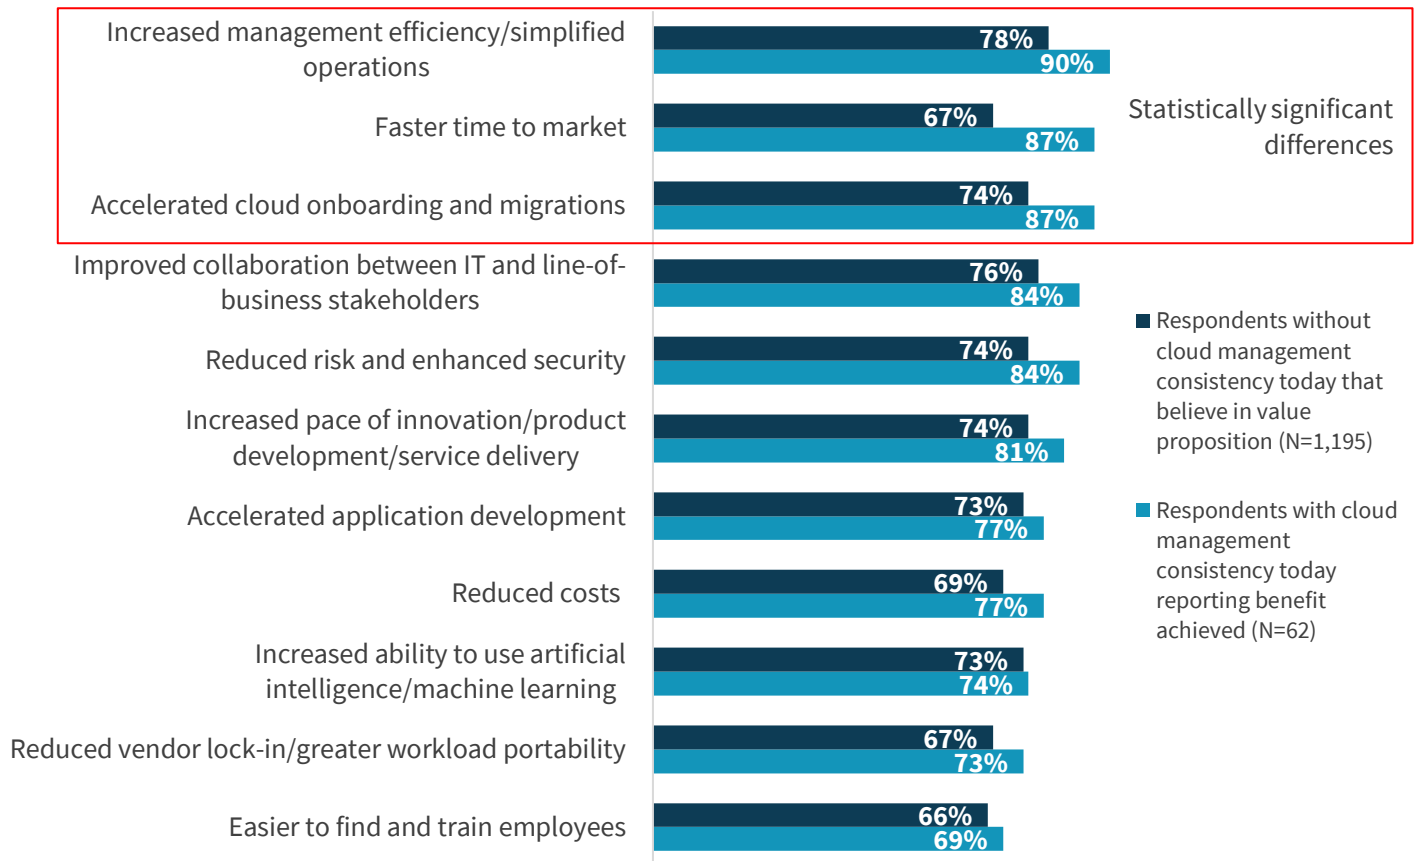 Increased management efficiency/simplified
operations
78%
90%
Faster time to market
67%
87%
Statistically significant
differences
Accelerated cloud onboarding and migrations
74%
87%
Improved collaboration between IT and line-of-
business stakeholders
76%
84%
Reduced risk and enhanced security
74%
84%
Increased pace of innovation/product
development/service delivery
74%
81%
Accelerated application development
73%
77%
Reduced costs
69%
77%
Increased ability to use artificial
intelligence/machine learning
73%
74%
Reduced vendor lock-in/greater workload portability
67%
73%
Easier to find and train employees
66%
69%
Respondents without
cloud management
consistency today that
believe in value
proposition (N=1,195)
Respondents with cloud
management
consistency today
reporting benefit
achieved (N=62)